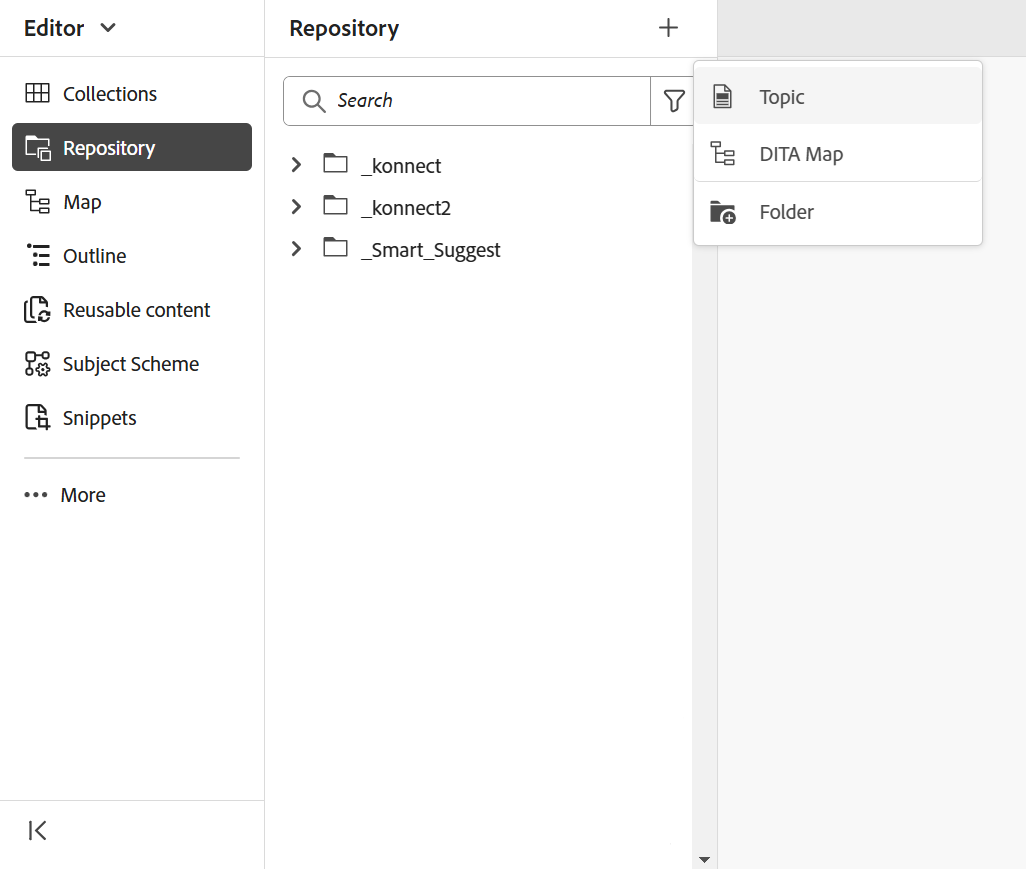 Editor
Collections
Repository
Map
Outline
Reusable content
Subject Scheme
Snippets
More
Repository
Search
_konnect
_konnect2
_Smart_Suggest
Topic
DITA Map
Folder